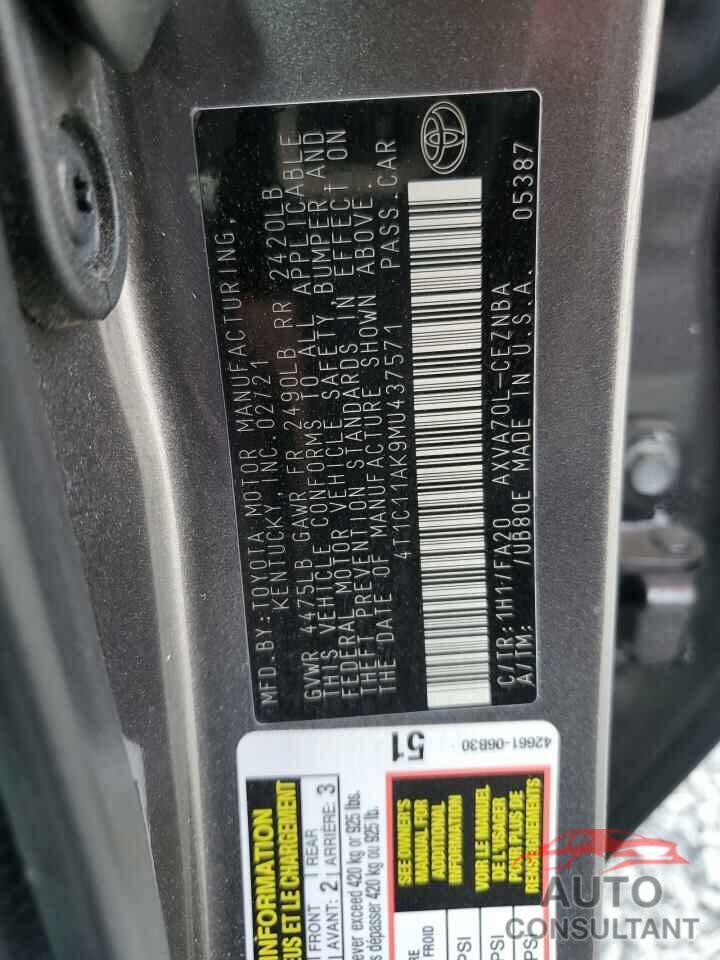 MFD. BY: TOYOTA MOTOR MANUFACTURING,
KENTUCKY, INC. 02/21
GVWR 4475LB GAWR FR 2490LB RR 2420LB
THIS VEHICLE CONFORMS TO ALL APPLICABLE
FEDERAL MOTOR VEHICLE SAFETY, BUMPER, AND
THEFT PREVENTION STANDARDS IN EFFECT ON
THE DATE OF MANUFACTURE SHOWN ABOVE.
4T1C11AK9MU437571 PASS. CAR
C/TR: 1H1/FA20 AXVA70L-CEZNBA
A/TM: /UB80E MADE IN U.S.A. 05387
51
42661-06B30
INFORMATION
US ET LE CHARGEMENT
FRONT REAR
AVANT: 2 ARRIÈRE: 3
ever exceed 420 kg or 925 lbs.
s dépasser 420 kg ou 925 lb.
SEE OWNER'S
MANUAL FOR
ADDITIONAL
INFORMATION
VOIR LE MANUEL
DE L'USAGER
POUR PLUS DE
RENSEIGNEMENTS
RE
FROID
PSI
PSI
PSI
AUTO
CONSULTANT